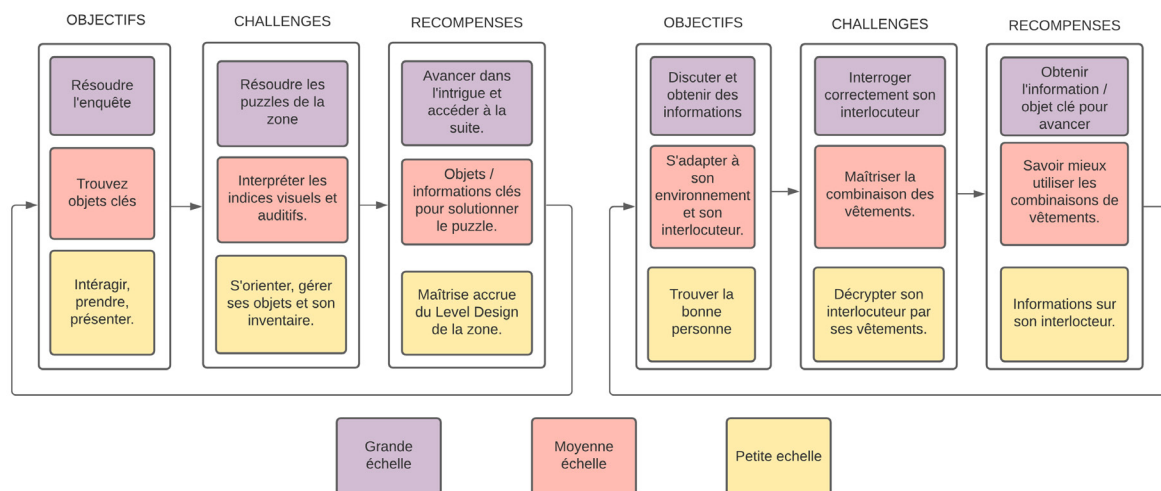 OBJECTIFS
CHALLENGES
RECOMPENSES
Résoudre
l'enquête
Résoudre les
puzzles de la
zone
Avancer dans
l'intrigue et
accéder à la
suite.
Trouvez
objets clés
Interpréter les
indices visuels et
auditifs.
Objets /
informations clés
pour solutionner
le puzzle.
Intéragir,
prendre,
présenter.
S'orienter, gérer
ses objets et son
inventaire.
Maîtrise accrue
du Level Design
de la zone.
OBJECTIFS
CHALLENGES
RECOMPENSES
Discuter et
obtenir des
informations
Interroger
correctement son
interlocuteur
Obtenir
l'information /
objet clé pour
avancer
S'adapter à
son
environnement
et son
interlocuteur.
Maîtriser la
combinaison des
vêtements.
Savoir mieux
utiliser les
combinaisons de
vêtements.
Trouver la
bonne
personne
Décrypter son
interlocuteur par
ses vêtements.
Informations sur
son interlocteur.
Grande
échelle
Moyenne
échelle
Petite echelle